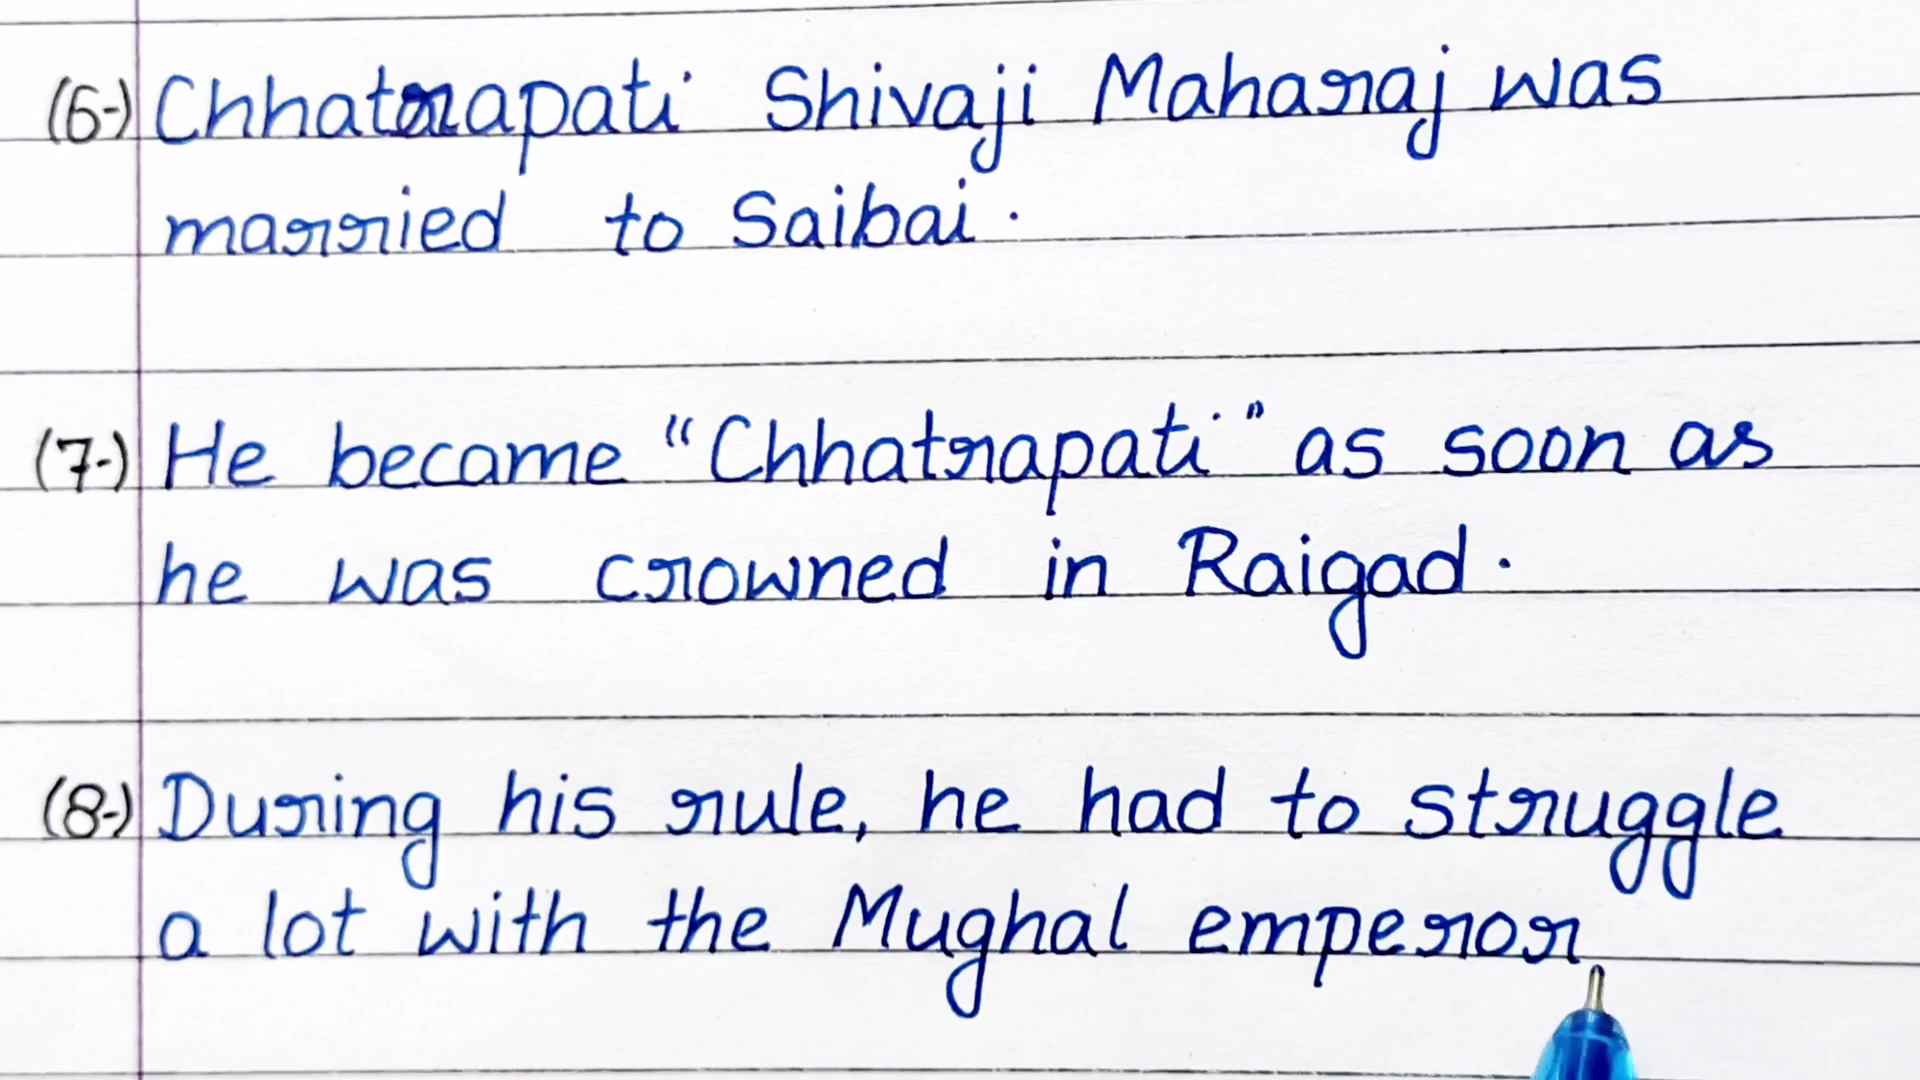 (6-) Chhatrapati Shivaji Maharaj was
married to Saibai.
(7-) He became "Chhatrapati" as soon as
he was crowned in Raigad.
(8-) During his rule, he had to struggle
a lot with the Mughal emperor.